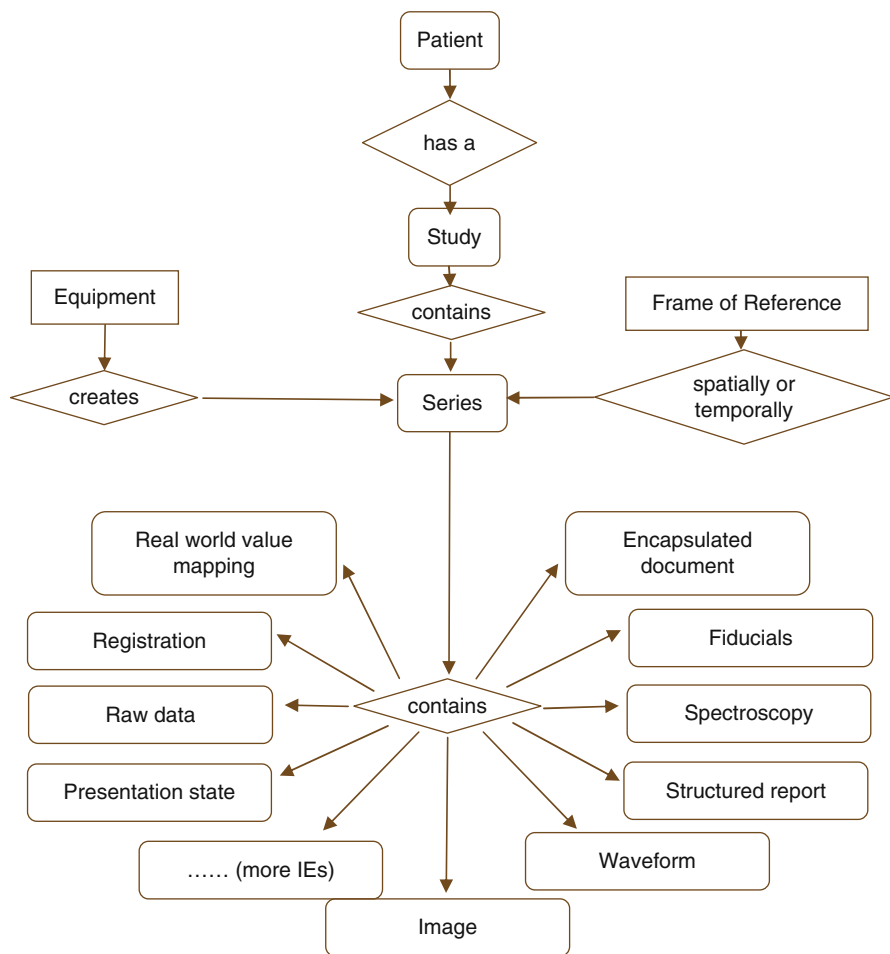 Patient
has a
Study
Equipment
contains
Frame of Reference
creates
Series
spatially or
temporally
Real world value
mapping
Encapsulated
document
Registration
Fiducials
Raw data
contains
Spectroscopy
Presentation state
Structured report
...... (more IEs)
Waveform
Image